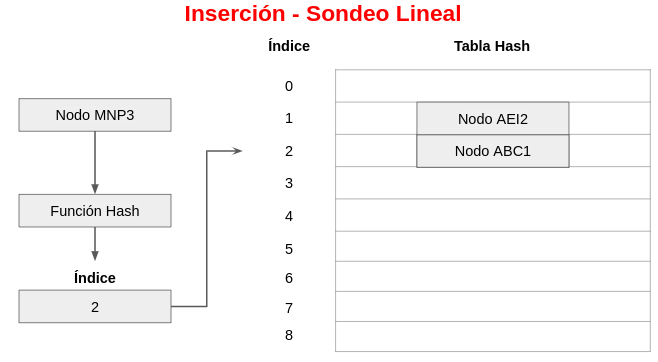 Inserción - Sondeo Lineal
Índice
Tabla Hash
0
1
2
3
4
5
6
7
8
Nodo AEI2
Nodo ABC1
Nodo MNP3
Función Hash
Índice
2